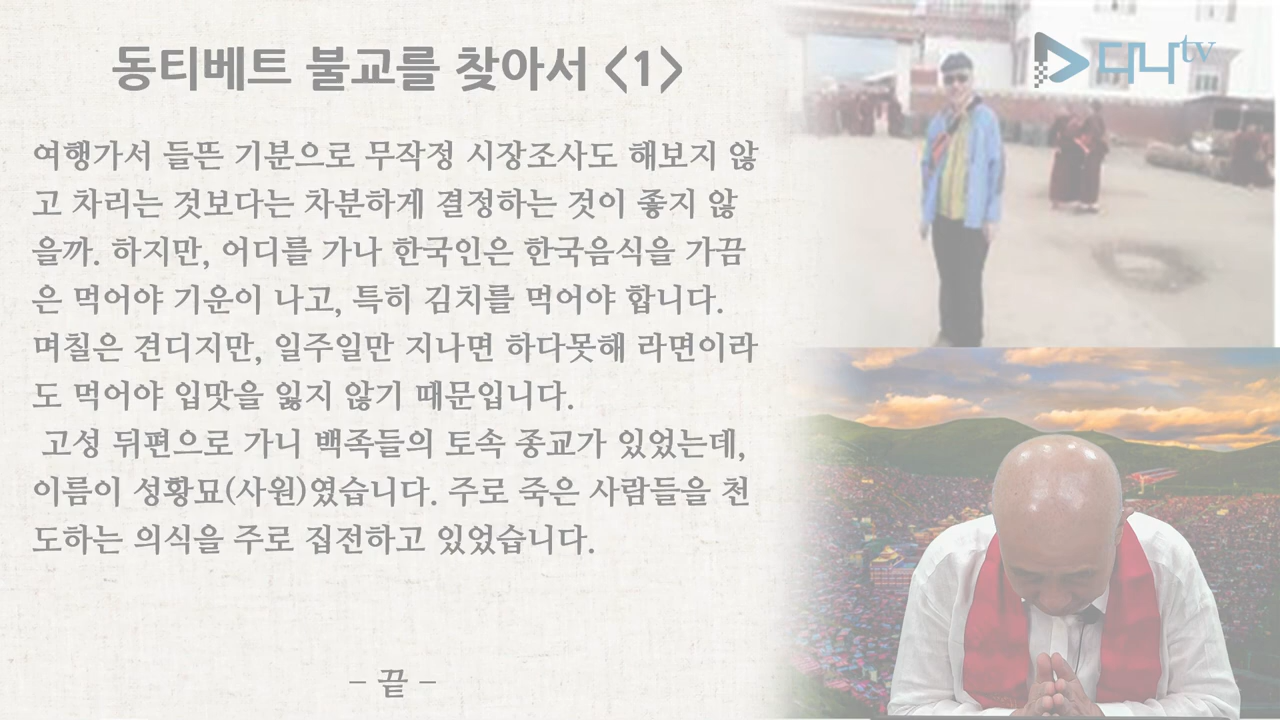 동티베트 불교를 찾아서 <1>
다나tv
여행가서 들뜬 기분으로 무작정 시장조사도 해보지 않
고 차리는 것보다는 차분하게 결정하는 것이 좋지 않
을까. 하지만, 어디를 가나 한국인은 한국음식을 가끔
은 먹어야 기운이 나고, 특히 김치를 먹어야 합니다.
며칠은 견디지만, 일주일만 지나면 하다못해 라면이라
도 먹어야 입맛을 잃지 않기 때문입니다.
고성 뒤편으로 가니 백족들의 토속 종교가 있었는데,
이름이 성황묘(사원)였습니다. 주로 죽은 사람들을 천
도하는 의식을 주로 집전하고 있었습니다.
- 끝 -